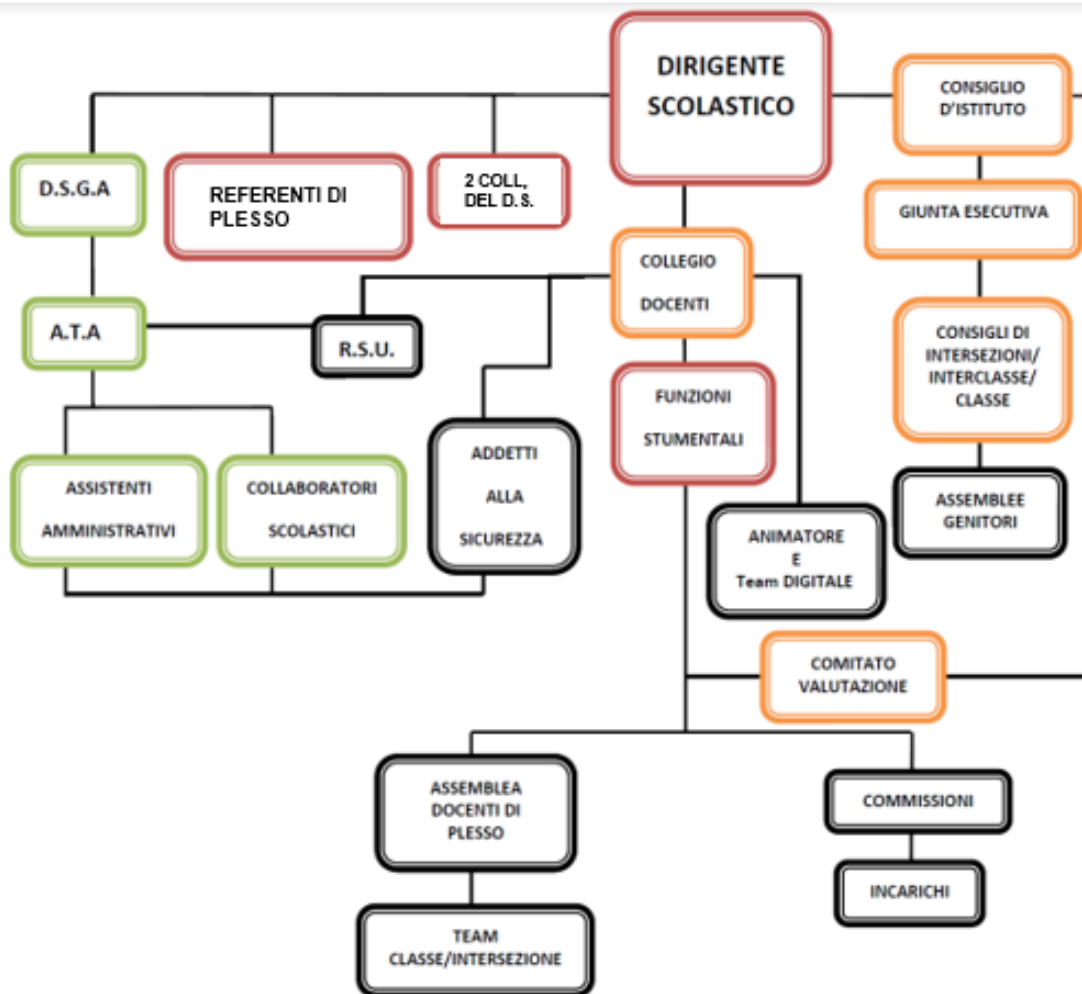 DIRIGENTE
SCOLASTICO
CONSIGLIO
D'ISTITUTO
D.S.G.A
REFERENTI DI
PLESSO
2 COLL,
DEL D.S.
GIUNTA ESECUTIVA
COLLEGIO
DOCENTI
A.T.A
R.S.U.
CONSIGLI DI
INTERSEZIONI/
INTERCLASSE/
CLASSE
FUNZIONI
STUMENTALI
ASSISTENTI
AMMINISTRATIVI
COLLABORATORI
SCOLASTICI
ADDETTI
ALLA
SICUREZZA
ASSEMBLEE
GENITORI
ANIMATORE
E
Team DIGITALE
COMITATO
VALUTAZIONE
ASSEMBLEA
DOCENTI DI
PLESSO
COMMISSIONI
INCARICHI
TEAM
CLASSE/INTERSEZIONE